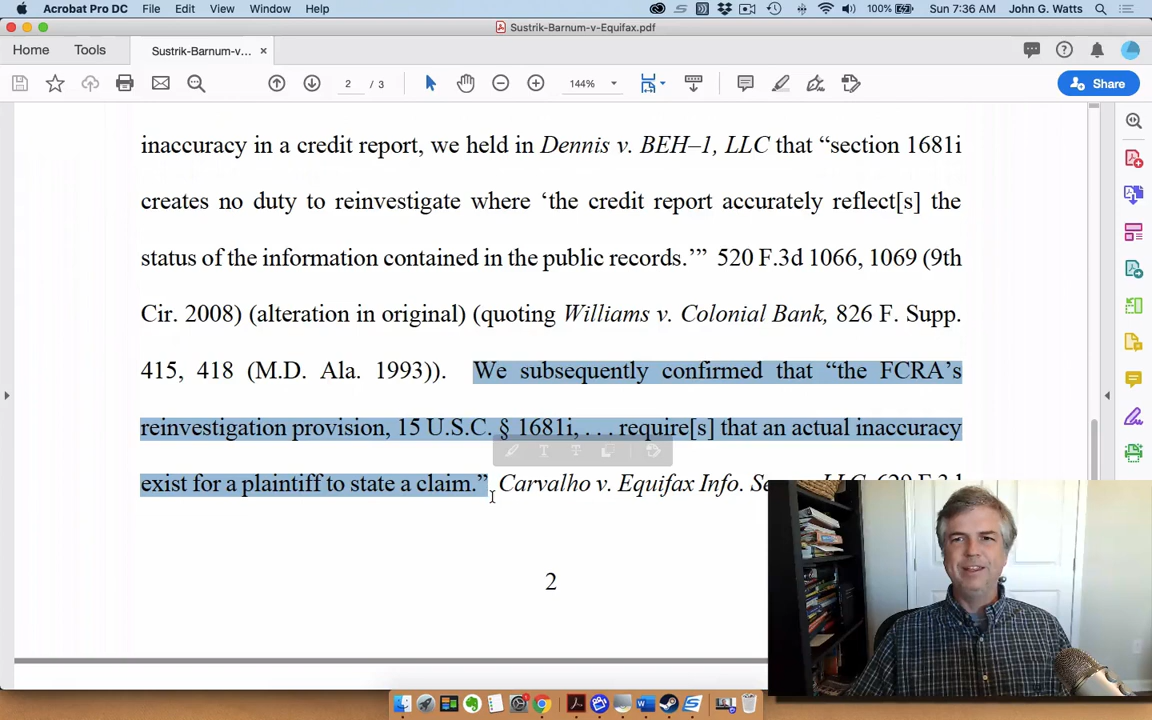 Acrobat Pro DC File Edit View Window Help 100% Sun 7:36 AM John G. Watts
Sustrik-Barnum-v-Equifax.pdf
Home Tools Sustrik-Barnum-v-... ×
2 / 3 144% Share
inaccuracy in a credit report, we held in Dennis v. BEH–1, LLC that “section 1681i
creates no duty to reinvestigate where ‘the credit report accurately reflect[s] the
status of the information contained in the public records.’” 520 F.3d 1066, 1069 (9th
Cir. 2008) (alteration in original) (quoting Williams v. Colonial Bank, 826 F. Supp.
415, 418 (M.D. Ala. 1993)). We subsequently confirmed that “the FCRA’s
reinvestigation provision, 15 U.S.C. § 1681i, . . . require[s] that an actual inaccuracy
exist for a plaintiff to state a claim.” Carvalho v. Equifax Info.
2